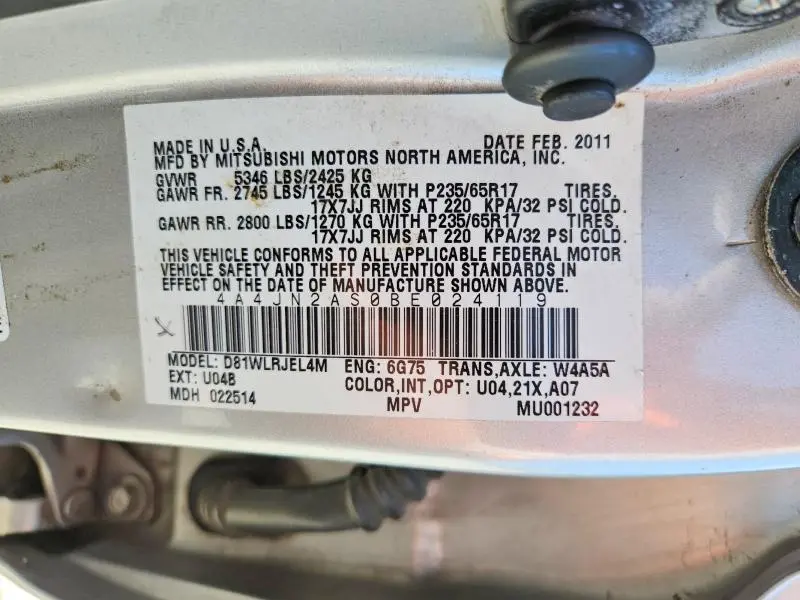 MADE IN U.S.A. DATE FEB. 2011
MFD BY MITSUBISHI MOTORS NORTH AMERICA, INC.
GVWR 5346 LBS/2425 KG
GAWR FR. 2745 LBS/1245 KG WITH P235/65R17 TIRES.
17X7JJ RIMS AT 220 KPA/32 PSI COLD.
GAWR RR. 2800 LBS/1270 KG WITH P235/65R17 TIRES.
17X7JJ RIMS AT 220 KPA/32 PSI COLD.
THIS VEHICLE CONFORMS TO ALL APPLICABLE FEDERAL MOTOR
VEHICLE SAFETY AND THEFT PREVENTION STANDARDS IN
EFFECT ON THE DATE OF MANUFACTURE SHOWN ABOVE.
4A4JN2AS0BE024119
MODEL: D81WLRJEL4M ENG: 6G75 TRANS,AXLE: W4A5A
EXT: U04B COLOR,INT,OPT: U04,21X,A07
MDH 022514 MPV MU001232